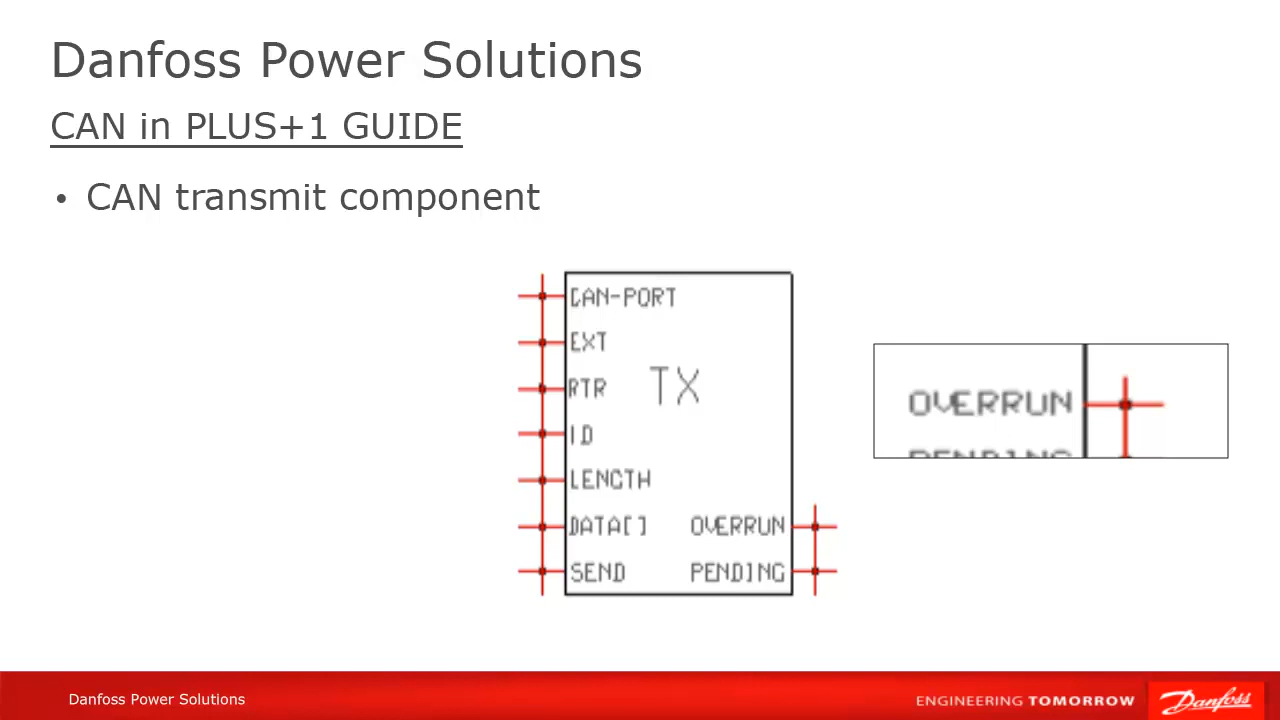 Danfoss Power Solutions
CAN in PLUS+1 GUIDE
• CAN transmit component
CAN-PORT
EXT
RTR
TX
ID
LENGTH
DATA[] OVERRUN
SEND PENDING
OVERRUN
PENDING
Danfoss Power Solutions
ENGINEERING TOMORROW
Danfoss